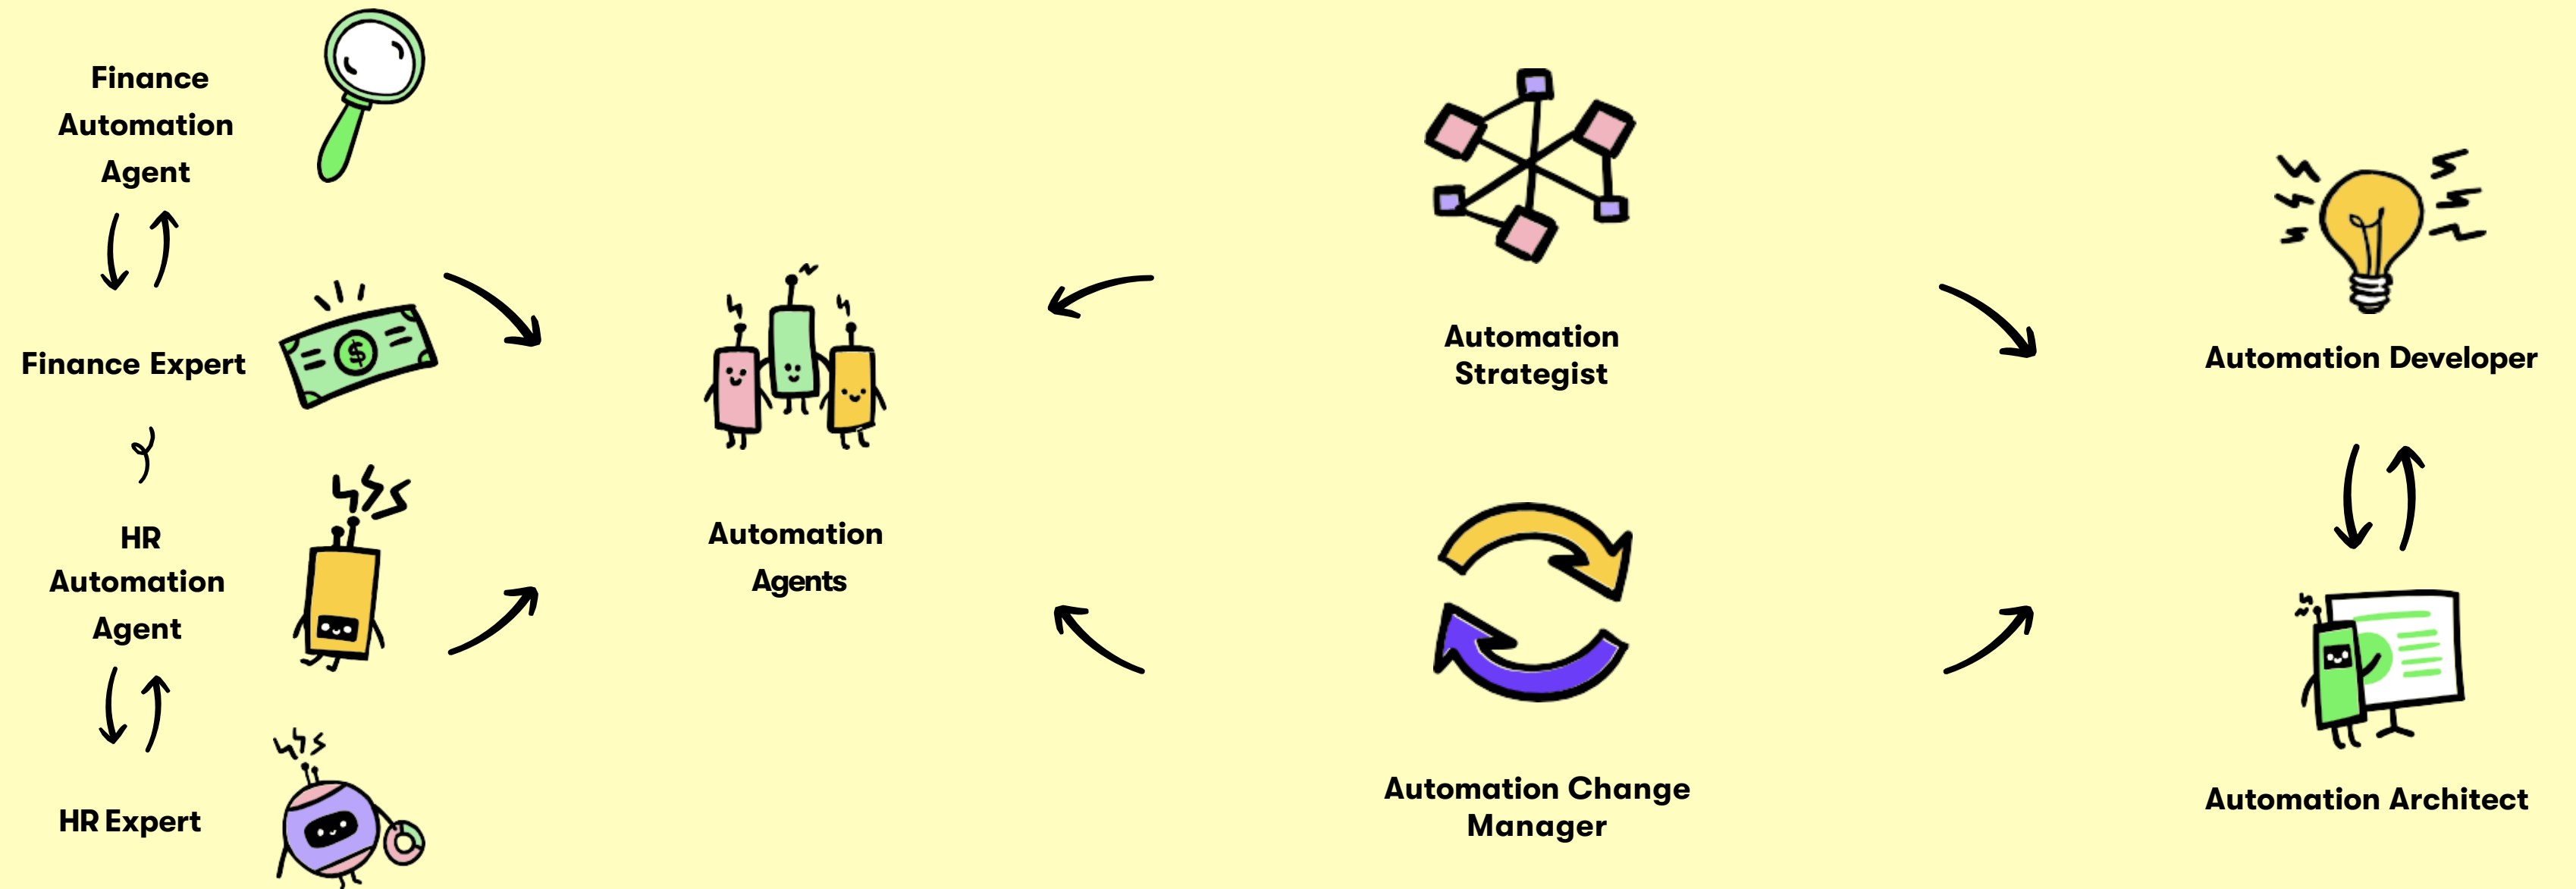 Finance
Automation
Agent
Finance Expert
HR
Automation
Agent
HR Expert
Automation
Agents
Automation
Strategist
Automation Change
Manager
Automation Developer
Automation Architect